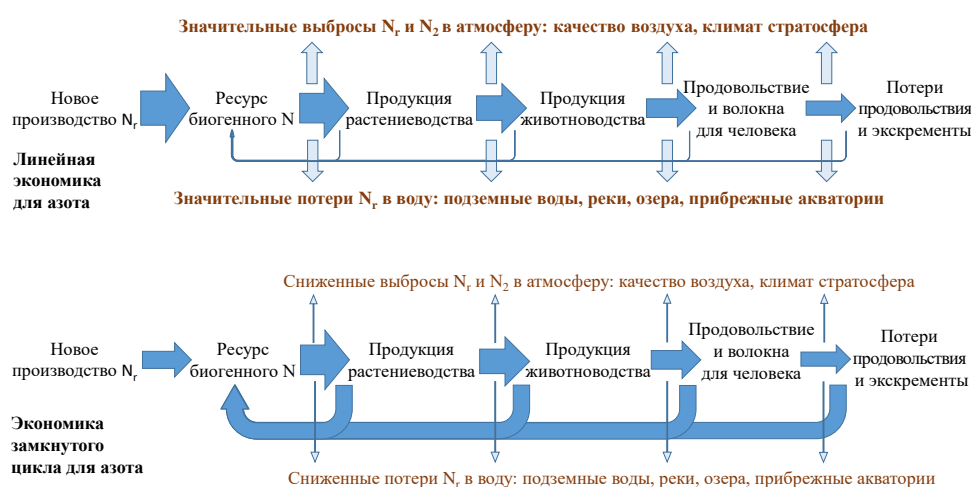 Значительные выбросы Nr и N2 в атмосферу: качество воздуха, климат стратосфера
Новое
производство Nr
Ресурс
биогенного N
Продукция
растениеводства
Продукция
животноводства
Продовольствие
и волокна
для человека
Потери
продовольствия
и экскременты
Линейная
экономика
для азота
Значительные потери Nr в воду: подземные воды, реки, озера, прибрежные акватории
Сниженные выбросы Nr и N2 в атмосферу: качество воздуха, климат стратосфера
Новое
производство Nr
Ресурс
биогенного N
Продукция
растениеводства
Продукция
животноводства
Продовольствие
и волокна
для человека
Потери
продовольствия
и экскременты
Экономика
замкнутого
цикла для азота
Сниженные потери Nr в воду: подземные воды, реки, озера, прибрежные акватории